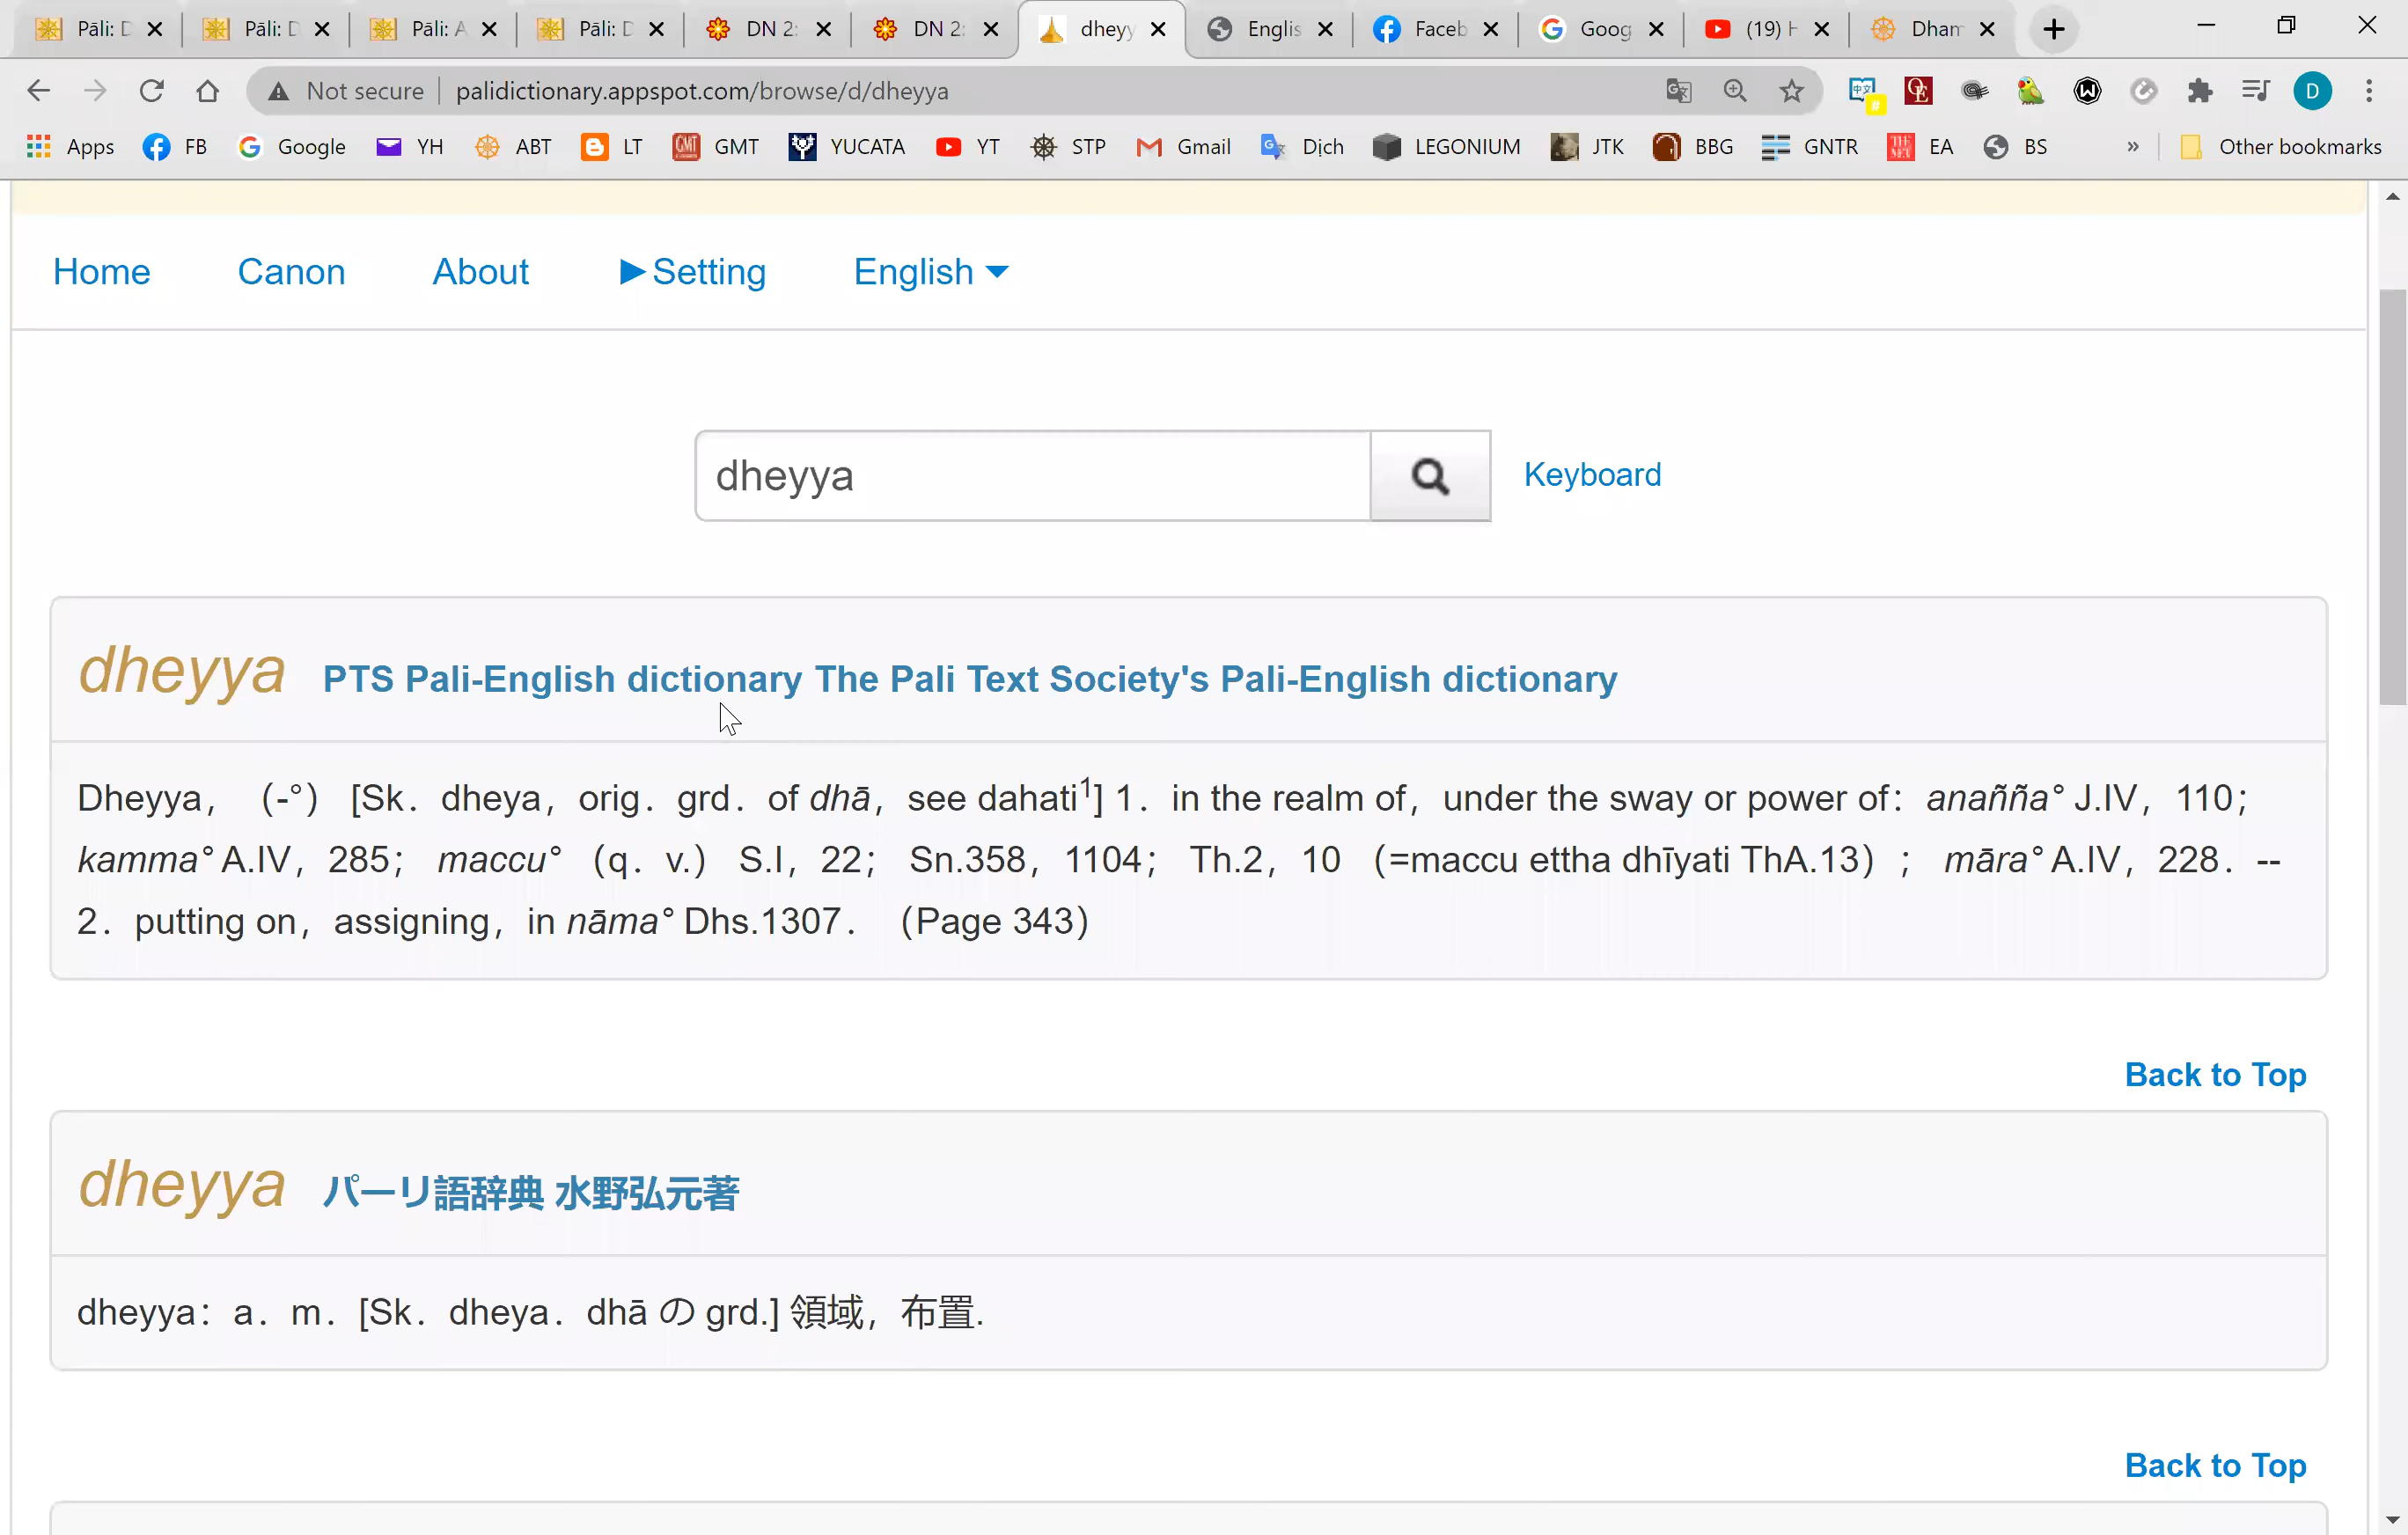 Pāli: D Pāli: D Pāli: A Pāli: D DN 2: DN 2: dheyy Englis Faceb Goog (19) H Dham
Not secure palidictionary.appspot.com/browse/d/dheyya D
Apps FB Google YH ABT LT GMT YUCATA YT STP Gmail Dịch LEGONIUM JTK BBG GNTR EA BS » Other bookmarks
Home Canon About ►Setting English
dheyya Keyboard
dheyya PTS Pali-English dictionary The Pali Text Society's Pali-English dictionary
Dheyya, (-°) [Sk. dheya, orig. grd. of dhā, see dahati¹] 1. in the realm of, under the sway or power of: anañña° J.IV, 110;
kamma° A.IV, 285; maccu° (q. v.) S.I, 22; Sn.358, 1104; Th.2, 10 (=maccu ettha dhīyati ThA.13) ; māra° A.IV, 228. --
2. putting on, assigning, in nāma° Dhs.1307. (Page 343)
Back to Top
dheyya パーリ語辞典 水野弘元著
dheyya: a. m. [Sk. dheya. dhā の grd.] 領域, 布置.
Back to Top